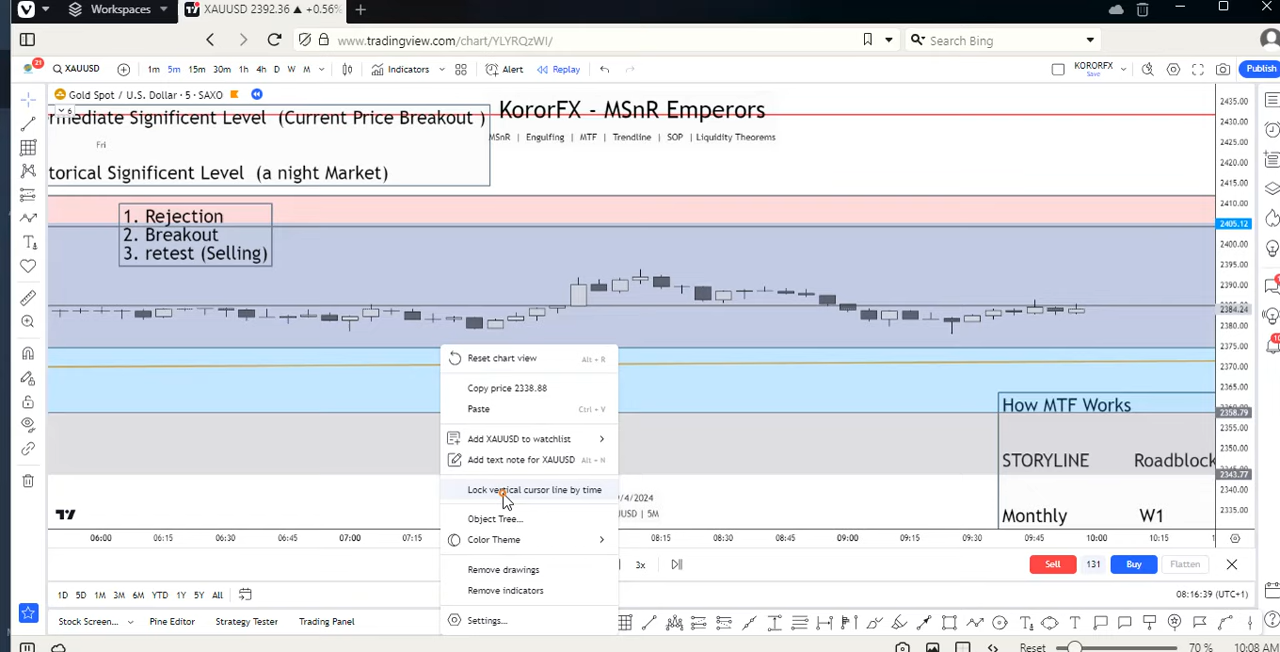 Workspaces
XAUUSD 2392.36 ▲ +0.56%
www.tradingview.com/chart/YLYRQzWI/
Search Bing
XAUUSD
1m 5m 15m 30m 1h 4h D W M
Indicators
Alert
Replay
KORORFX
Save
Publish
Gold Spot / U.S. Dollar · 5 · SAXO
rmediate Significent Level (Current Price Breakout )
Fri
torical Significent Level (a night Market)
KororFX - MSnR Emperors
MSnR | Engulfing | MTF | Trendline | SOP | Liquidity Theorems
1. Rejection
2. Breakout
3. retest (Selling)
2435.00
2430.00
2425.00
2420.00
2415.00
2410.00
2405.12
2400.00
2395.00
2390.00
2384.24
2380.00
2375.00
2370.00
2365.00
2358.79
2355.00
2350.00
2343.77
2340.00
2335.00
Reset chart view Alt + R
Copy price 2338.88
Paste Ctrl + V
Add XAUUSD to watchlist
Add text note for XAUUSD Alt + N
Lock vertical cursor line by time
Object Tree...
Color Theme
Remove drawings
Remove indicators
Settings...
How MTF Works
STORYLINE Roadblock
Monthly W1
/4/2024
USD | 5M
06:00 06:15 06:30 06:45 07:00 07:15 08:15 08:30 08:45 09:00 09:15 09:30 09:45 10:00 10:15
3x
Sell 131 Buy Flatten
1D 5D 1M 3M 6M YTD 1Y 5Y All
08:16:39 (UTC+1)
Stock Screen... Pine Editor Strategy Tester Trading Panel
Reset 70 % 10:08 AM